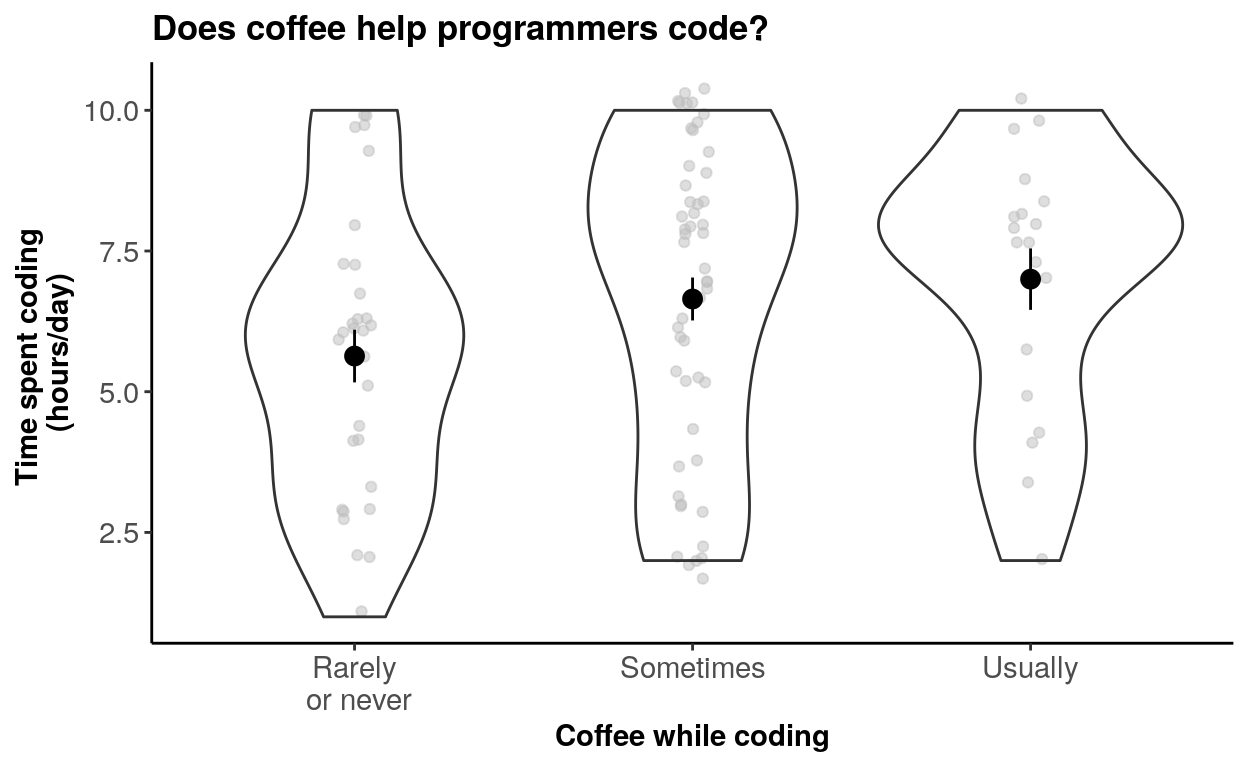 Does coffee help programmers code?
Time spent coding
(hours/day)
10.0
7.5
5.0
2.5
Rarely
or never
Sometimes
Usually
Coffee while coding